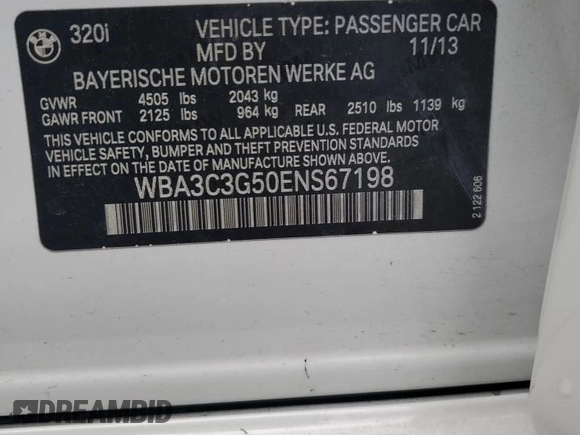 320i
VEHICLE TYPE: PASSENGER CAR
MFD BY 11/13
BAYERISCHE MOTOREN WERKE AG
GVWR 4505 lbs 2043 kg
GAWR FRONT 2125 lbs 964 kg REAR 2510 lbs 1139 kg
THIS VEHICLE CONFORMS TO ALL APPLICABLE U.S. FEDERAL MOTOR
VEHICLE SAFETY, BUMPER AND THEFT PREVENTION STANDARDS
IN EFFECT ON THE DATE OF MANUFACTURE SHOWN ABOVE.
WBA3C3G50ENS67198
2 122 606
DREAMBID